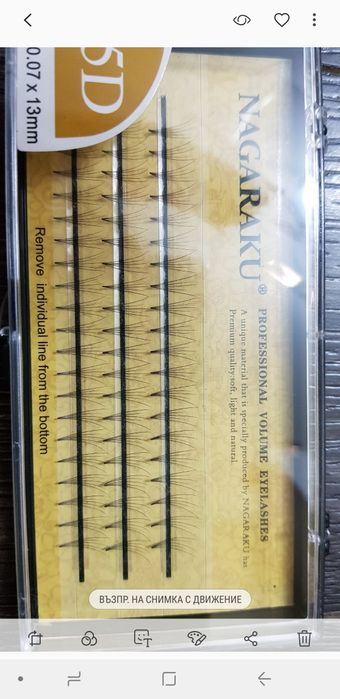 5D
0.07 x 13mm
NAGARAKU®
PROFESSIONAL VOLUME EYELASHES
A unique material that is specially produced by NAGARAKU has
Premium quality:soft, light and natural.
Remove individual line from the bottom
ВЪЗПР. НА СНИМКА С ДВИЖЕНИЕ